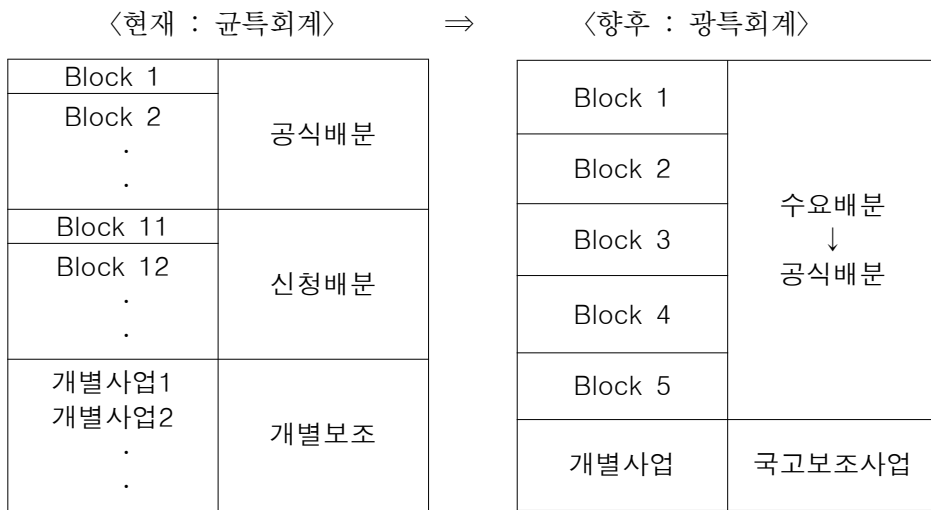 〈현재 : 균특회계〉 ⇒ 〈향후 : 광특회계〉
Block 1
Block 2
·
·
공식배분
Block 11
Block 12
·
·
신청배분
개별사업1
개별사업2
·
·
개별보조
Block 1
Block 2
Block 3
Block 4
Block 5
수요배분
↓
공식배분
개별사업
국고보조사업